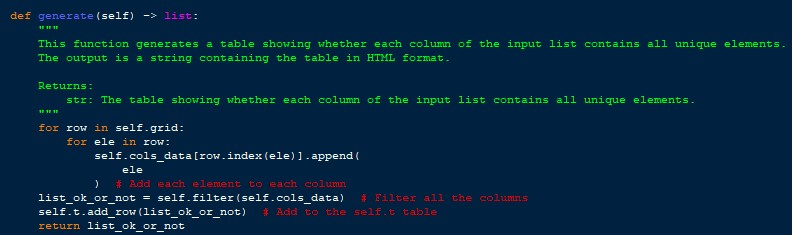 def generate(self) -> list:
    """
    This function generates a table showing whether each column of the input list contains all unique elements.
    The output is a string containing the table in HTML format.

    Returns:
        str: The table showing whether each column of the input list contains all unique elements.
    """
    for row in self.grid:
        for ele in row:
            self.cols_data[row.index(ele)].append(
                ele
            )  # Add each element to each column
    list_ok_or_not = self.filter(self.cols_data)  # Filter all the columns
    self.t.add_row(list_ok_or_not)  # Add to the self.t table
    return list_ok_or_not